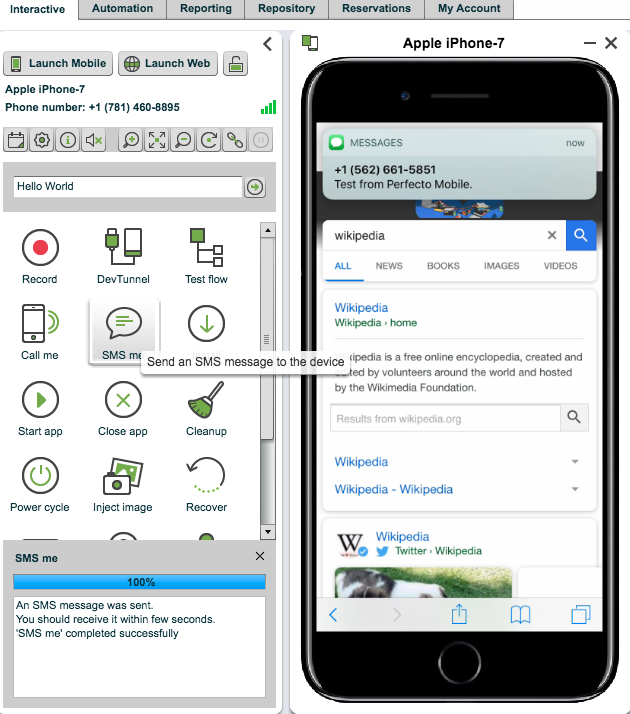 Interactive
Automation
Reporting
Repository
Reservations
My Account
Launch Mobile
Launch Web
Apple iPhone-7
Phone number: +1 (781) 460-8895
Hello World
Record
DevTunnel
Test flow
Call me
SMS me
Send an SMS message to the device
Start app
Close app
Cleanup
Power cycle
Inject image
Recover
SMS me
100%
An SMS message was sent.
You should receive it within few seconds.
'SMS me' completed successfully
Apple iPhone-7
MESSAGES
now
+1 (562) 661-5851
Test from Perfecto Mobile.
wikipedia
ALL
NEWS
BOOKS
IMAGES
VIDEOS
Wikipedia
Wikipedia › home
is a free online encyclopedia, created and
by volunteers around the world and hosted
by the Wikimedia Foundation.
Results from wikipedia.org
Wikipedia
Wikipedia - Wikipedia
W
Wikipedia
Twitter › Wikipedia